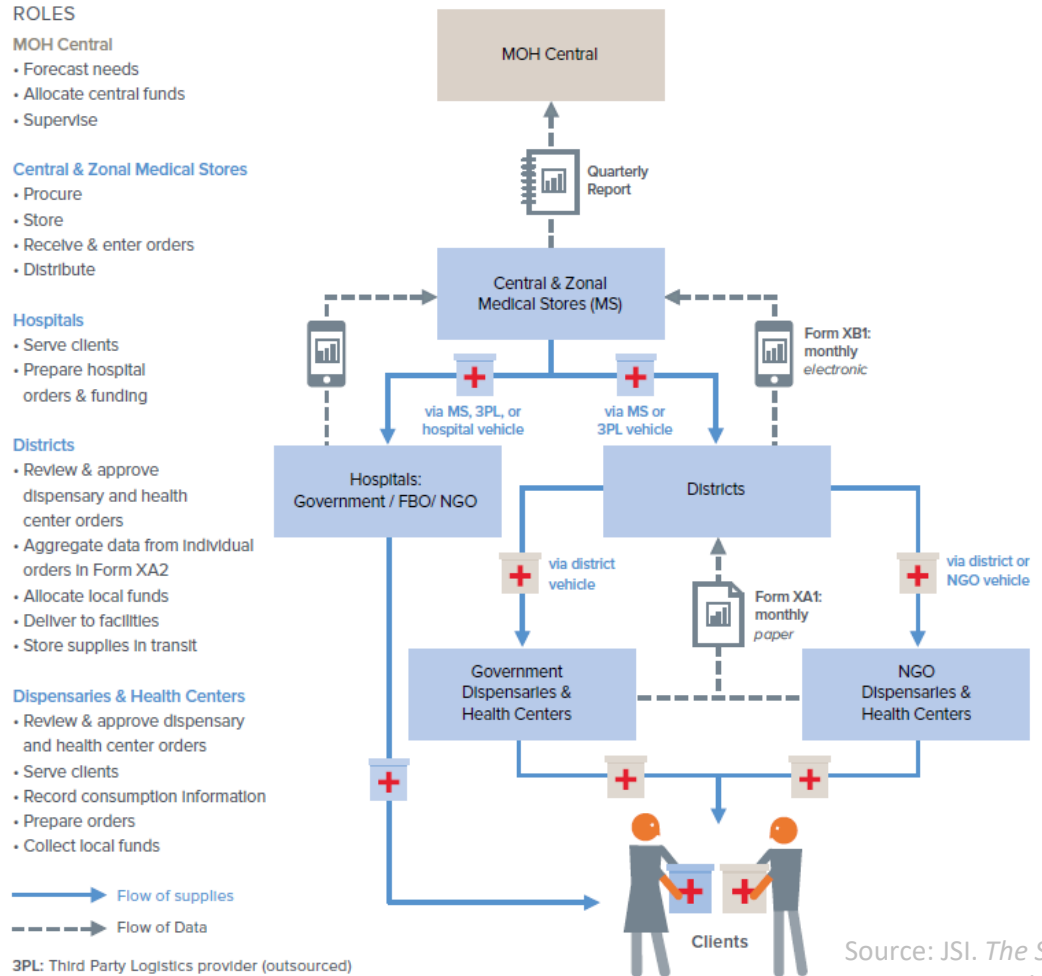 ROLES
MOH Central
• Forecast needs
• Allocate central funds
• Supervise
Central & Zonal Medical Stores
• Procure
• Store
• Receive & enter orders
• Distribute
Hospitals
• Serve clients
• Prepare hospital
orders & funding
Districts
• Review & approve
dispensary and health
center orders
• Aggregate data from individual
orders in Form XA2
• Allocate local funds
• Deliver to facilities
• Store supplies in transit
Dispensaries & Health Centers
• Review & approve dispensary
and health center orders
• Serve clients
• Record consumption information
• Prepare orders
• Collect local funds
Flow of supplies
Flow of Data
3PL: Third Party Logistics provider (outsourced)
MOH Central
Quarterly
Report
Central & Zonal
Medical Stores (MS)
Form XB1:
monthly
electronic
via MS, 3PL, or
hospital vehicle
via MS or
3PL vehicle
Hospitals:
Government / FBO/ NGO
Districts
via district
vehicle
Form XA1:
monthly
paper
via district or
NGO vehicle
Government
Dispensaries &
Health Centers
NGO
Dispensaries &
Health Centers
Clients
Source: JSI. The S